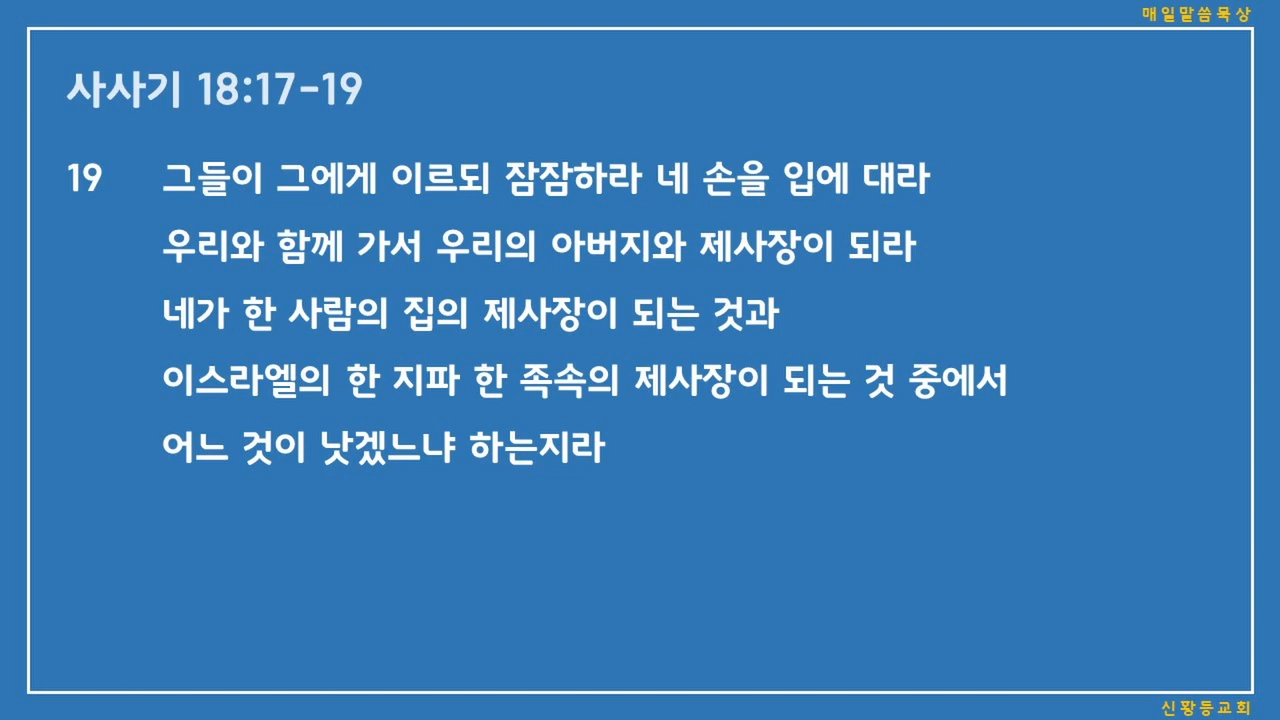 매일말씀묵상
사사기 18:17-19
19 그들이 그에게 이르되 잠잠하라 네 손을 입에 대라
우리와 함께 가서 우리의 아버지와 제사장이 되라
네가 한 사람의 집의 제사장이 되는 것과
이스라엘의 한 지파 한 족속의 제사장이 되는 것 중에서
어느 것이 낫겠느냐 하는지라
신황등교회